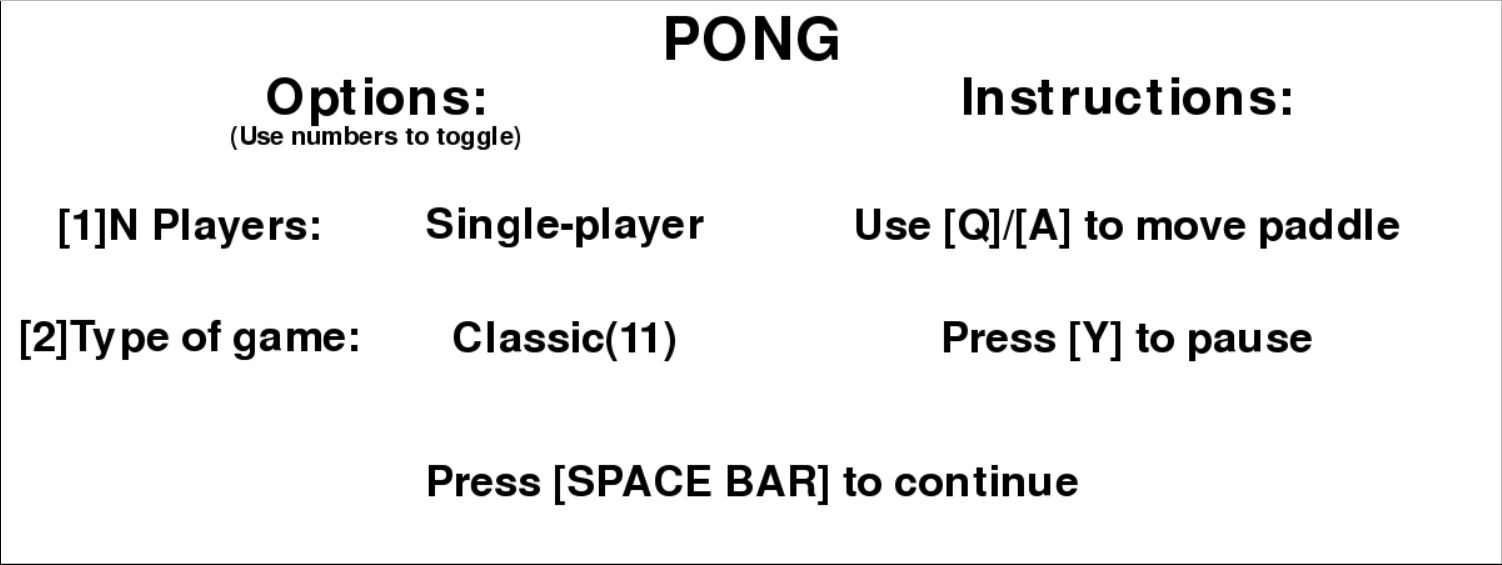 PONG
Options:
(Use numbers to toggle)
Instructions:
[1]N Players: Single-player
Use [Q]/[A] to move paddle
[2]Type of game: Classic(11)
Press [Y] to pause
Press [SPACE BAR] to continue